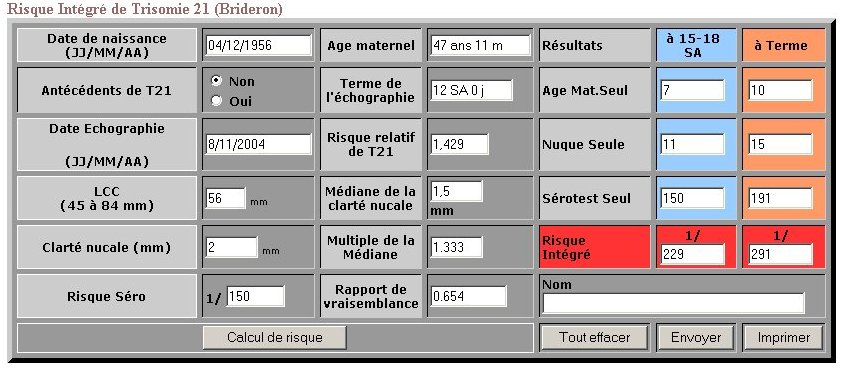 Risque Intégré de Trisomie 21 (Brideron)
Date de naissance (JJ/MM/AA) 04/12/1956 Age maternel 47 ans 11 m Résultats à 15-18 SA à Terme
Antécédents de T21 Non Oui Terme de l'échographie 12 SA 0 j Age Mat.Seul 7 10
Date Echographie (JJ/MM/AA) 8/11/2004 Risque relatif de T21 1,429 Nuque Seule 11 15
LCC (45 à 84 mm) 56 mm Médiane de la clarté nucale 1,5 mm Sérotest Seul 150 191
Clarté nucale (mm) 2 mm Multiple de la Médiane 1.333 Risque Intégré 1/ 229 1/ 291
Risque Séro 1/ 150 Rapport de vraisemblance 0.654 Nom
Calcul de risque Tout effacer Envoyer Imprimer